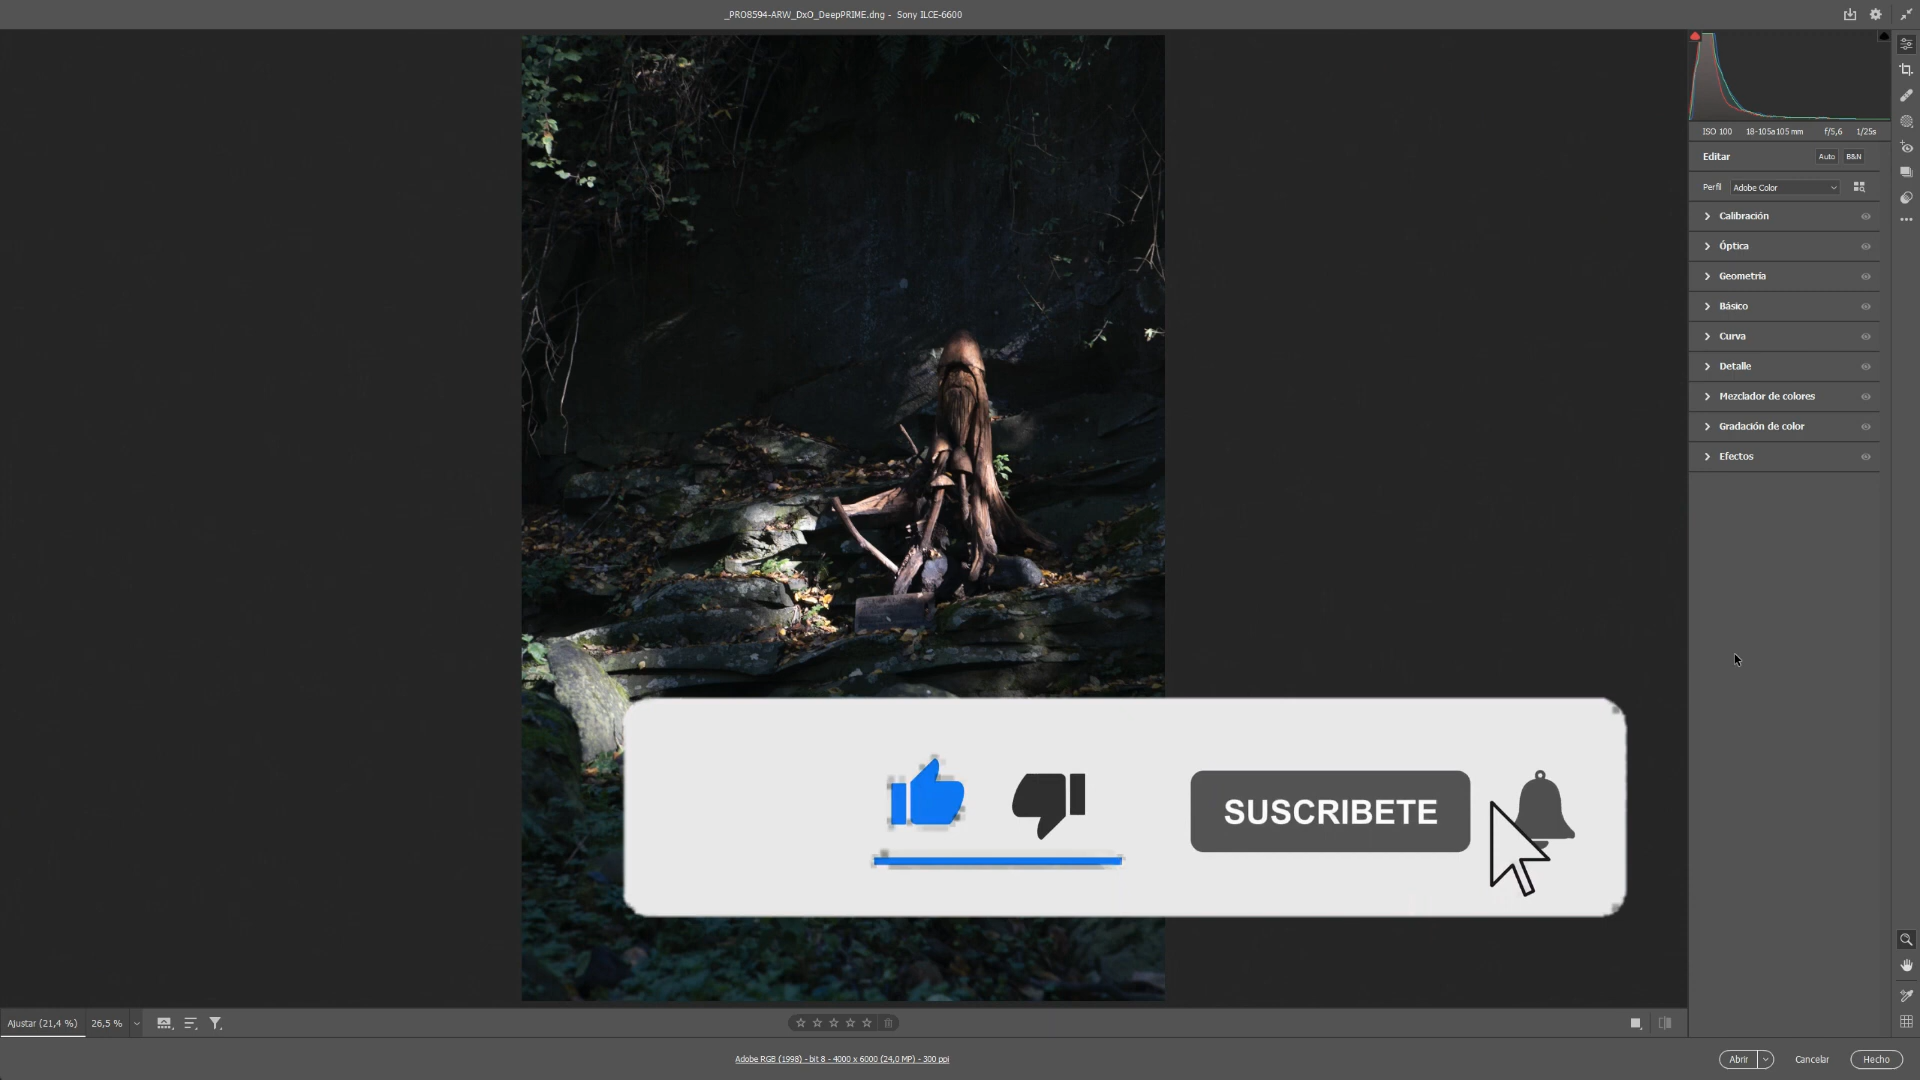 _PRO8594-ARW_DxO_DeepPRIME.dng - Sony ILCE-6600
ISO 100 18-105a105 mm f/5,6 1/25s
Editar Auto B&N
Perfil Adobe Color
Calibración
Óptica
Geometría
Básico
Curva
Detalle
Mezclador de colores
Gradación de color
Efectos
SUSCRIBETE
Ajustar (21,4 %) 26,5 %
Adobe RGB (1998) - bit 8 - 4000 x 6000 (24,0 MP) - 300 ppi
Abrir Cancelar Hecho